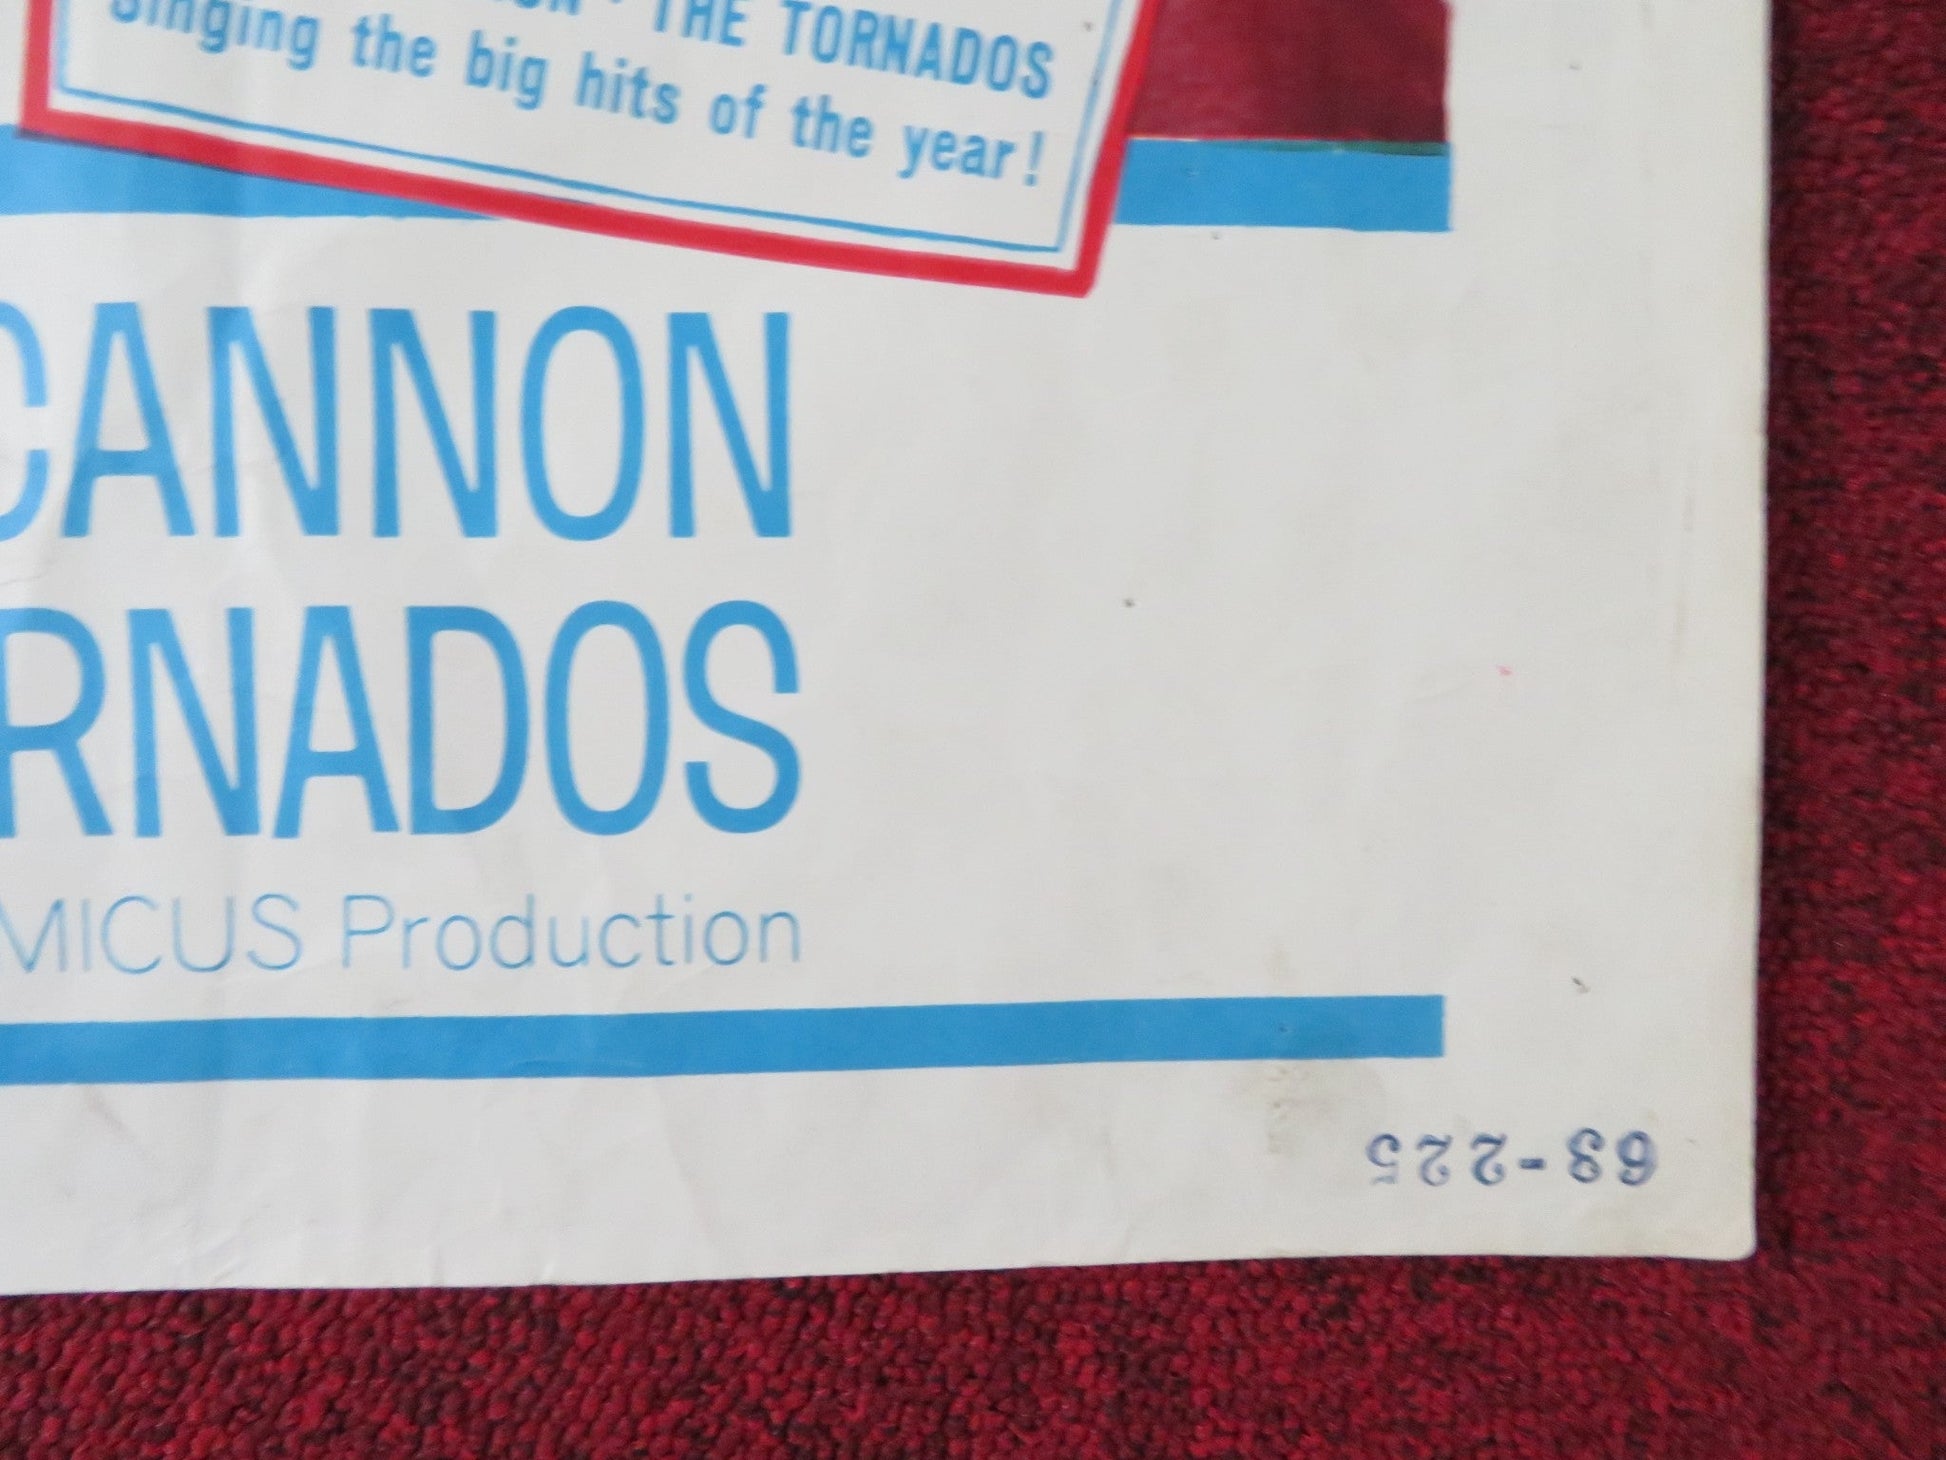 THE TORNADOS
Singing the big hits of the year!
CANNON
RNADOS
MICUS Production
63-225